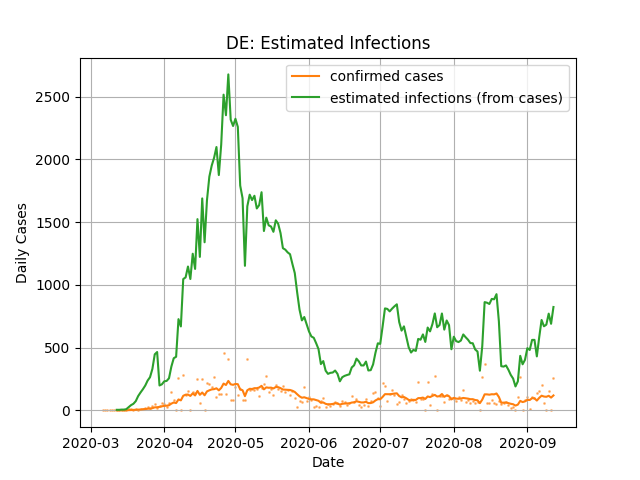 DE: Estimated Infections
confirmed cases
estimated infections (from cases)
Daily Cases
2500
2000
1500
1000
500
0
2020-03
2020-04
2020-05
2020-06
2020-07
2020-08
2020-09
Date